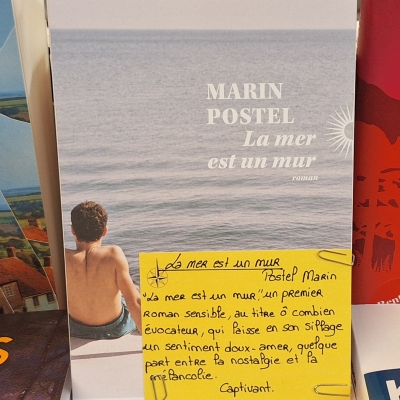 MARIN
POSTEL
La mer
est un mur
roman
La mer est un mur
Postel Marin
"La mer est un mur", un premier
roman sensible, au titre ô combien
évocateur, qui laisse en son sillage
un sentiment doux-amer, quelque
part entre la nostalgie et la
mélancolie.
Captivant.